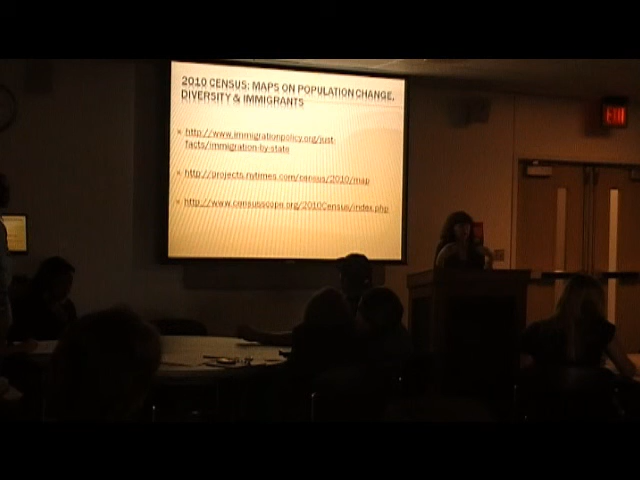 2010 CENSUS: MAPS ON POPULATION CHANGE,
DIVERSITY & IMMIGRANTS
http://www.immigrationpolicy.org/just-
facts/immigration-by-state
http://projects.nytimes.com/census/2010/map
http://www.censusscope.org/2010Census/index.php
EXIT